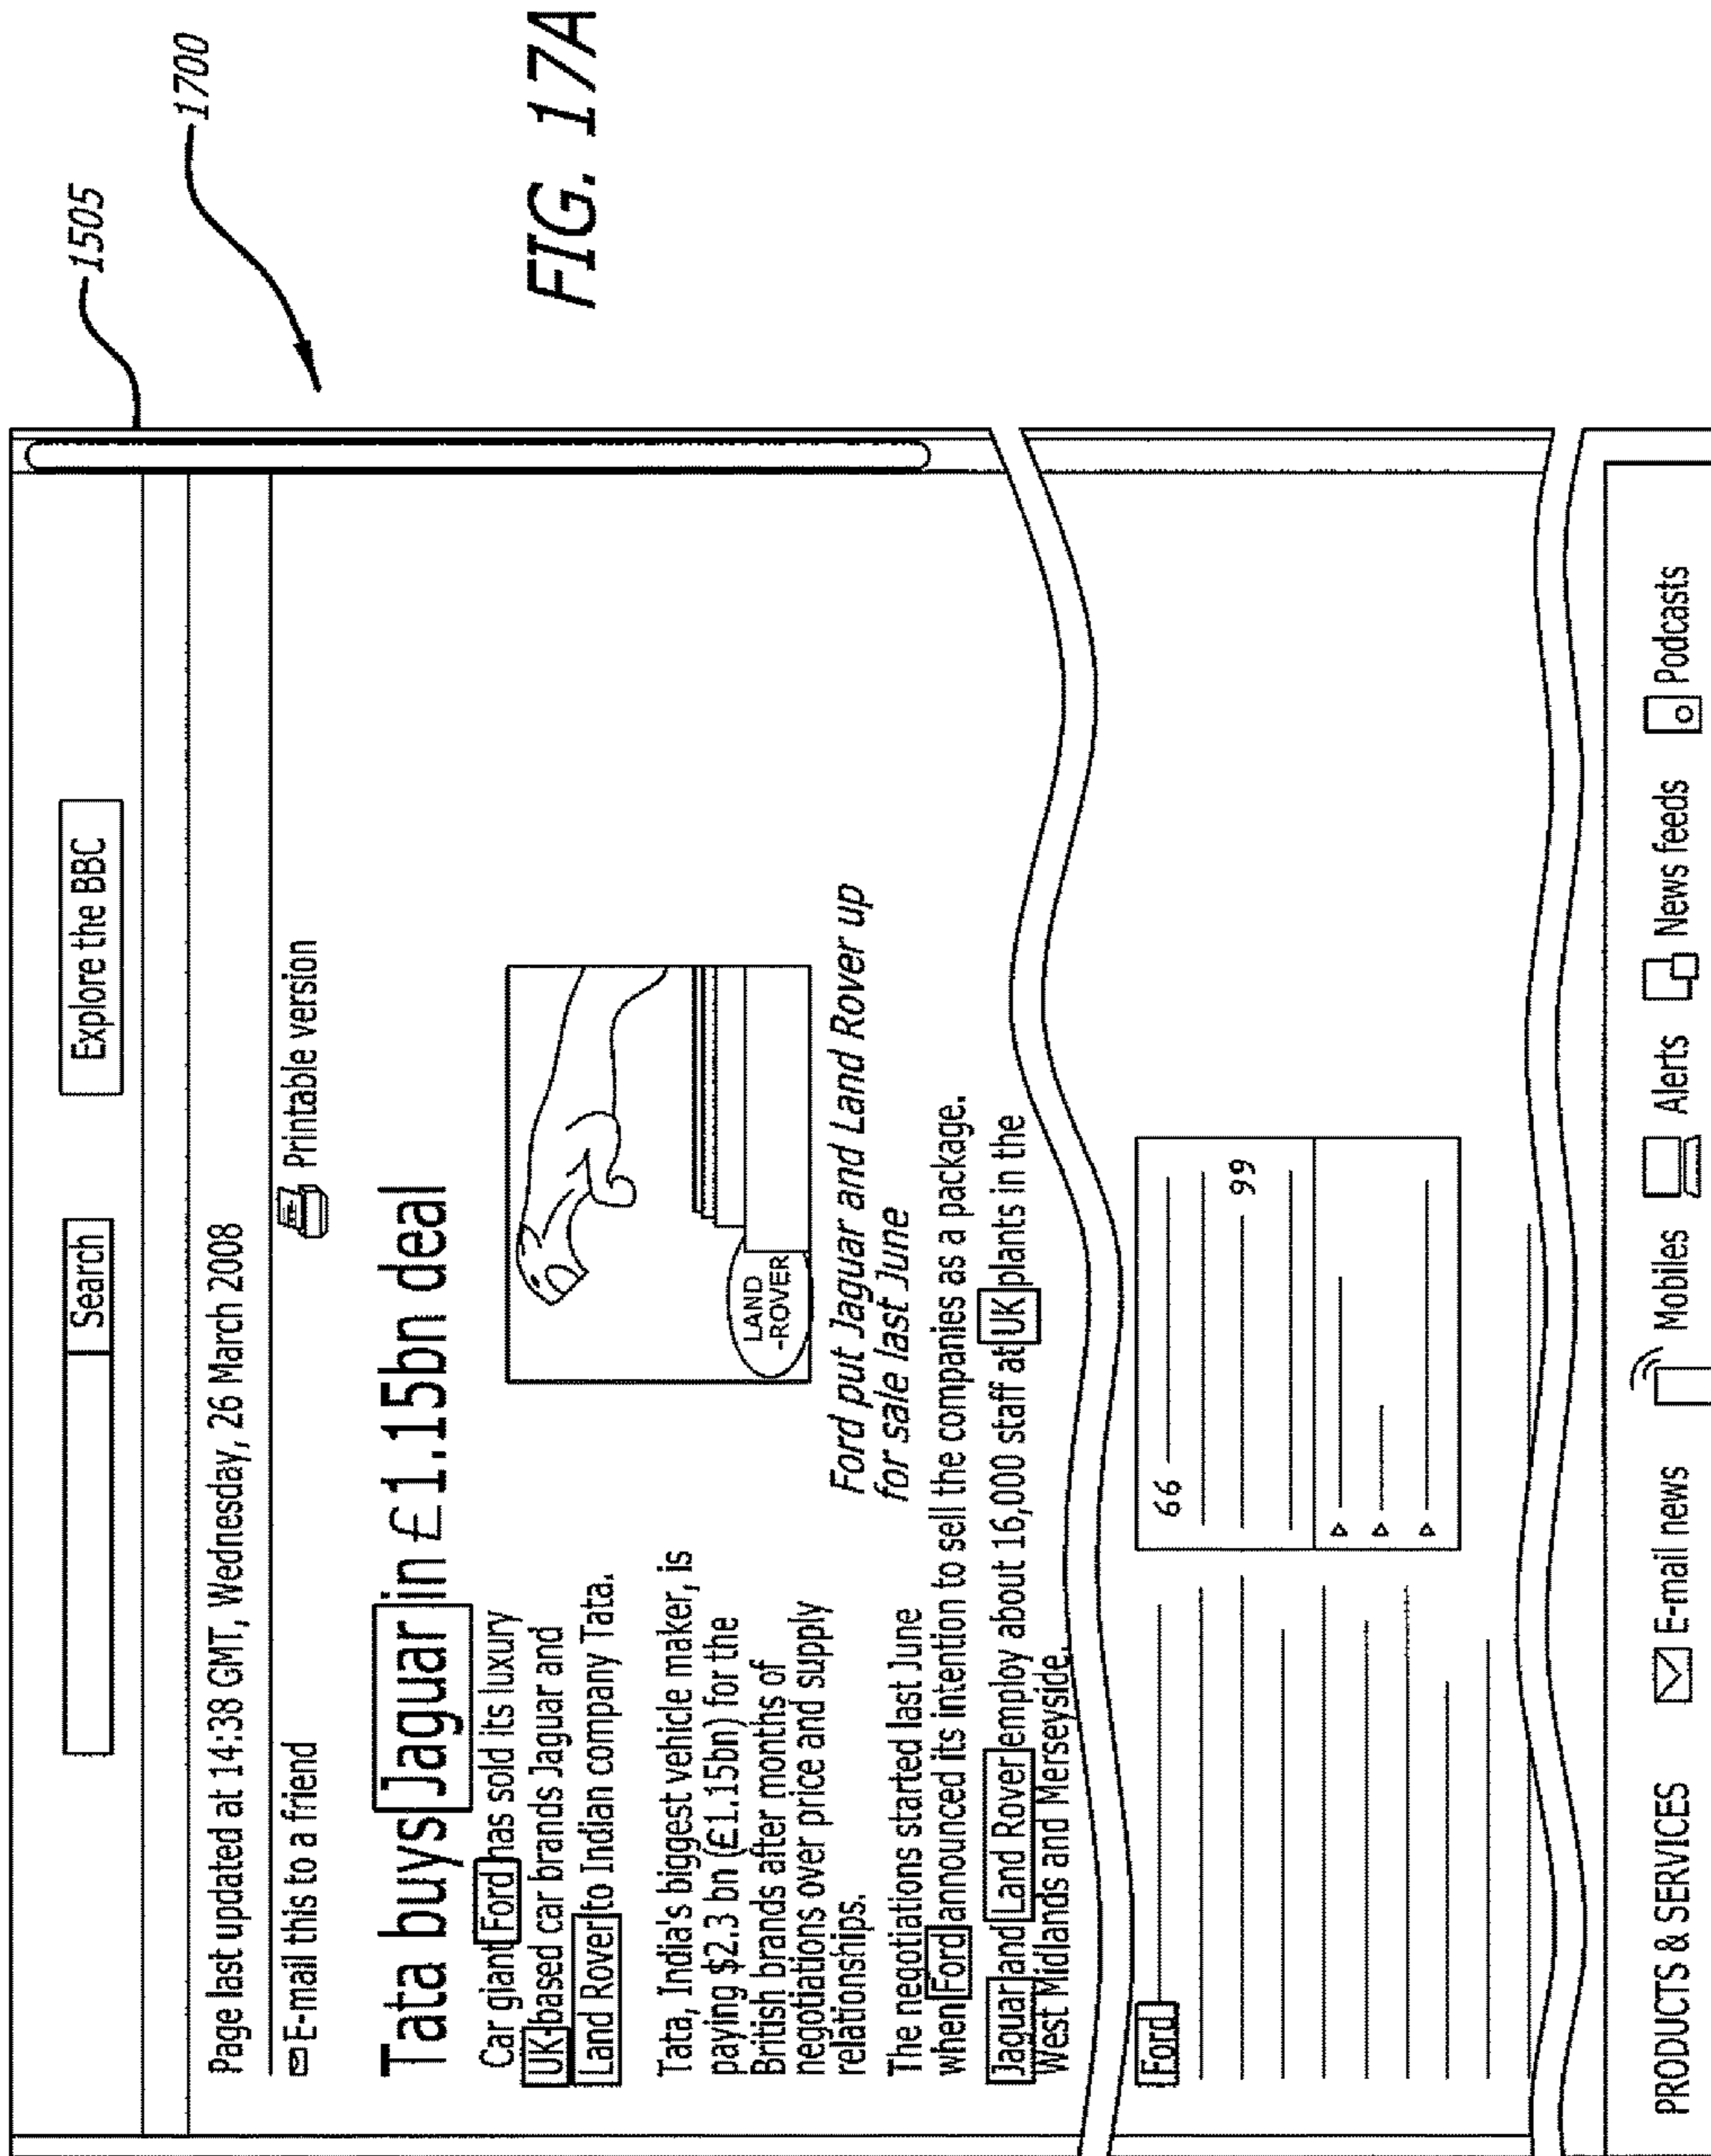 1505
1700
FIG. 17A
Search
Explore the BBC
Page last updated at 14:38 GMT, Wednesday, 26 March 2008
E-mail this to a friend
Printable version
Tata buys Jaguar in £1.15bn deal
Car giant Ford has sold its luxury
UK-based car brands Jaguar and
Land Rover to Indian company Tata.
LAND
-ROVER
Tata, India's biggest vehicle maker, is
paying $2.3 bn (£1.15bn) for the
British brands after months of
negotiations over price and supply
relationships.
Ford put Jaguar and Land Rover up
for sale last June
The negotiations started last June
when Ford announced its intention to sell the companies as a package.
Jaguar and Land Rover employ about 16,000 staff at UK plants in the
West Midlands and Merseyside.
Ford
66
99
PRODUCTS & SERVICES
E-mail news
Mobiles
Alerts
News feeds
Podcasts